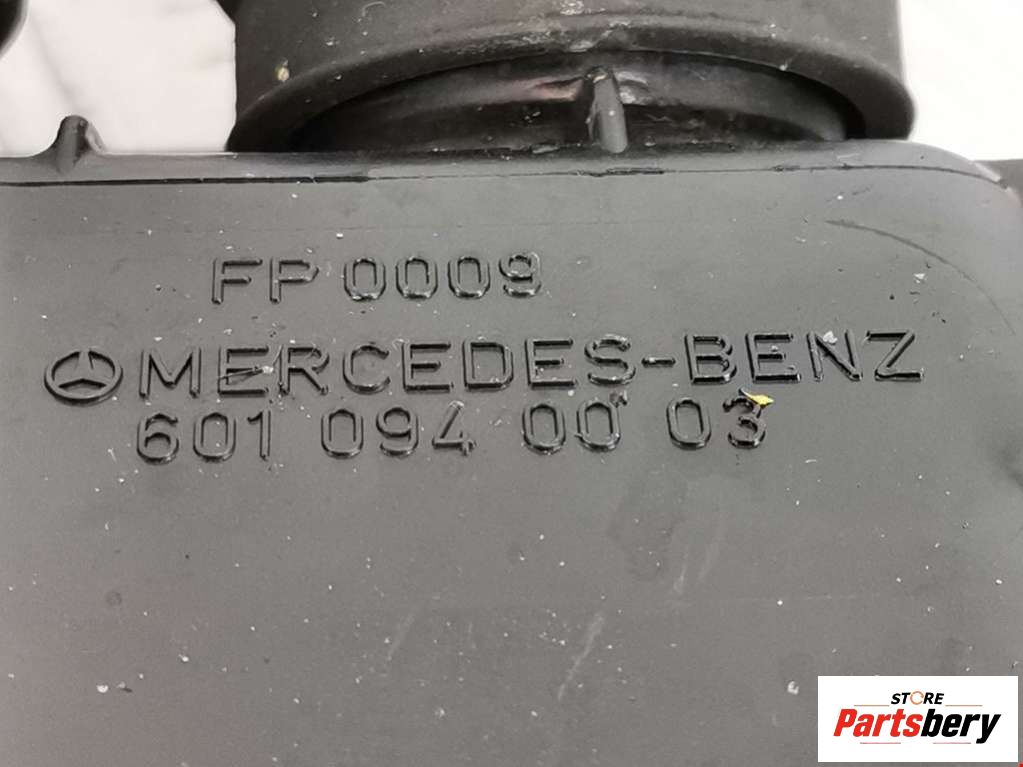 FP 0009
MERCEDES-BENZ
601 094 00 03
STORE
Partsbery